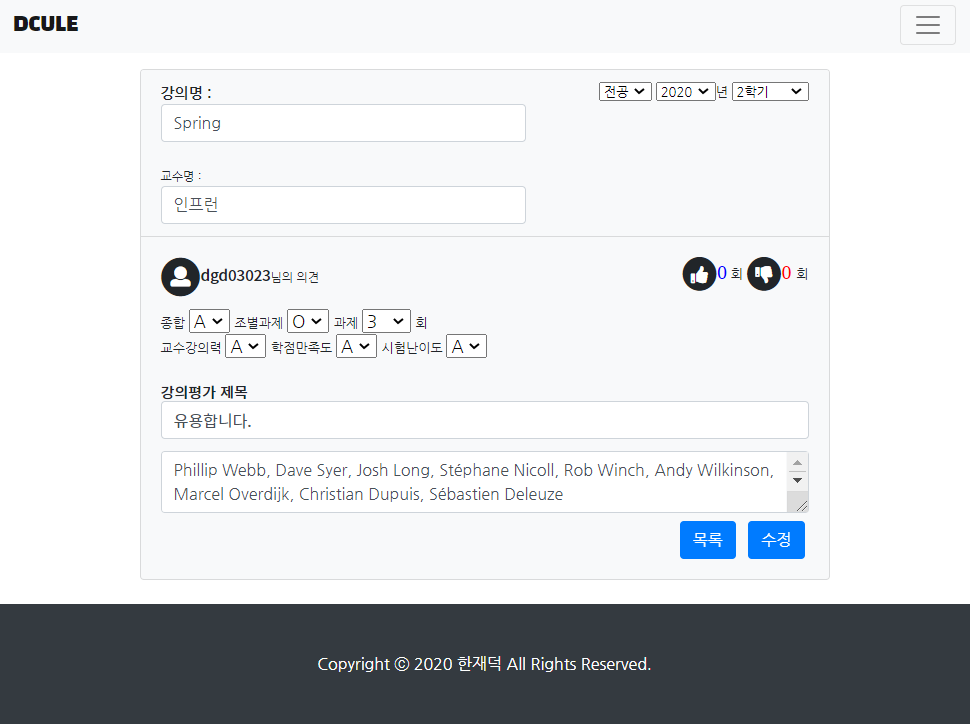 DCULE
강의명 :
전공 2020 년 2학기
Spring
교수명 :
인프런
dgd03023님의 의견
0 회 0 회
종합 A 조별과제 O 과제 3 회
교수강의력 A 학점만족도 A 시험난이도 A
강의평가 제목
유용합니다.
Phillip Webb, Dave Syer, Josh Long, Stéphane Nicoll, Rob Winch, Andy Wilkinson,
Marcel Overdijk, Christian Dupuis, Sébastien Deleuze
목록 수정
Copyright ⓒ 2020 한재덕 All Rights Reserved.